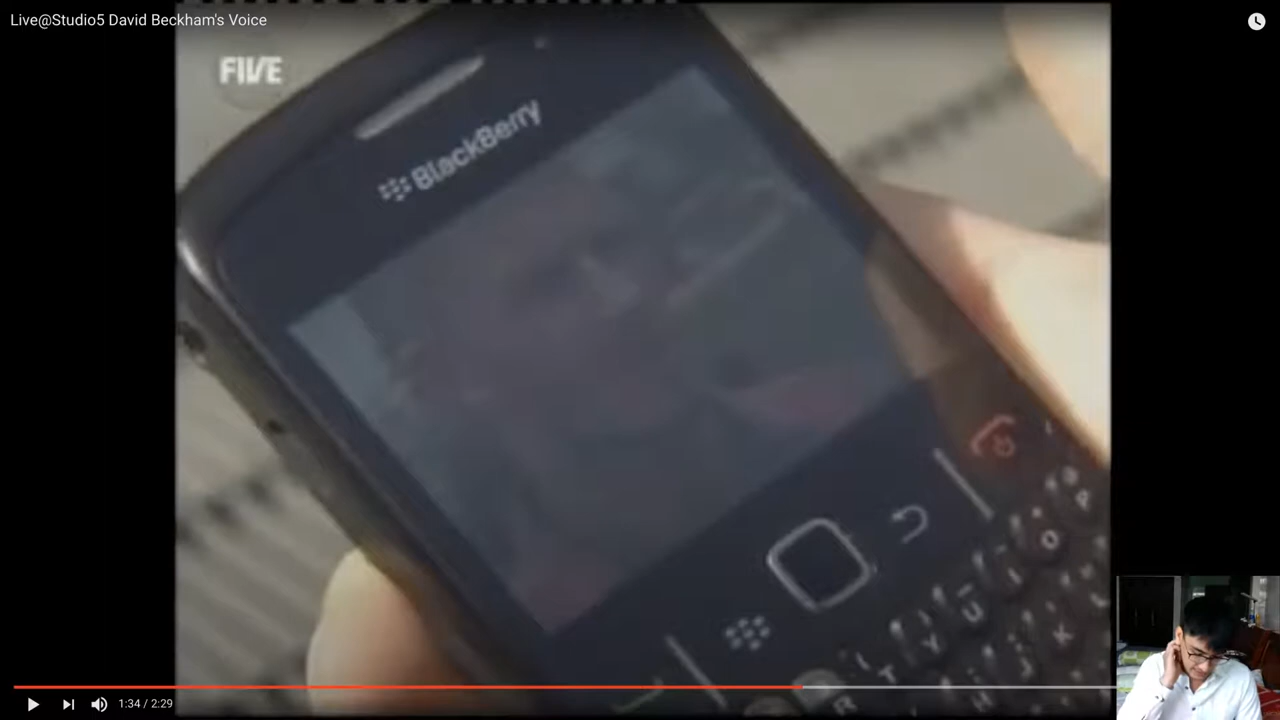 Live@Studio5 David Beckham's Voice
FIVE
BlackBerry
P
O
U
Y
T
R
K
J
H
1:34 / 2:29